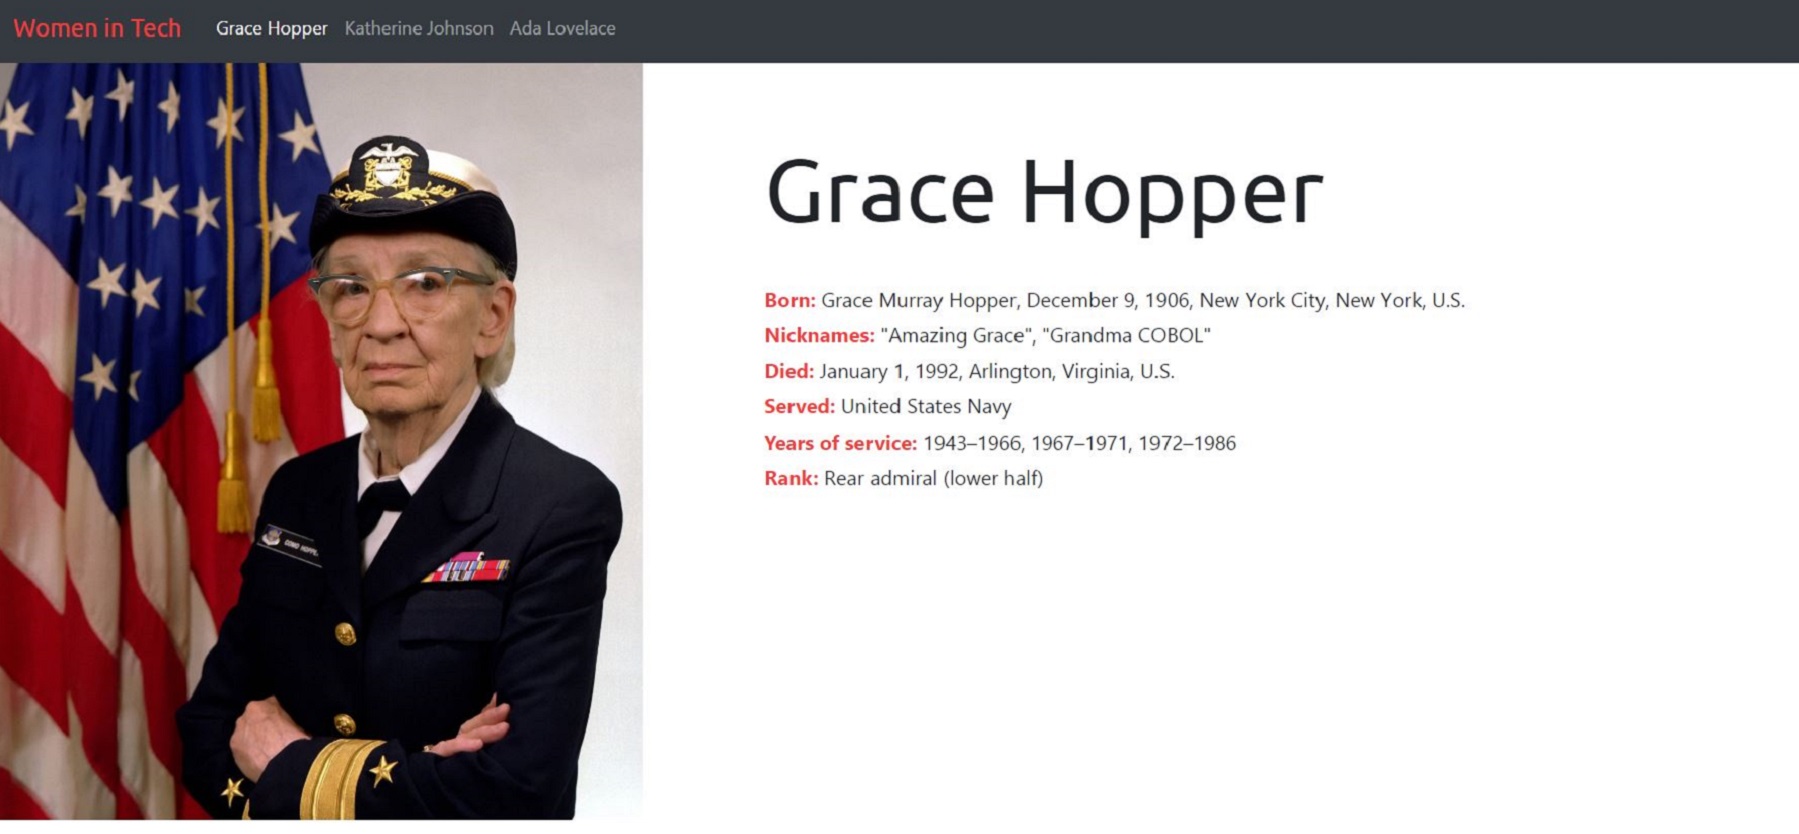 Women in Tech Grace Hopper Katherine Johnson Ada Lovelace
Grace Hopper
Born: Grace Murray Hopper, December 9, 1906, New York City, New York, U.S.
Nicknames: "Amazing Grace", "Grandma COBOL"
Died: January 1, 1992, Arlington, Virginia, U.S.
Served: United States Navy
Years of service: 1943–1966, 1967–1971, 1972–1986
Rank: Rear admiral (lower half)